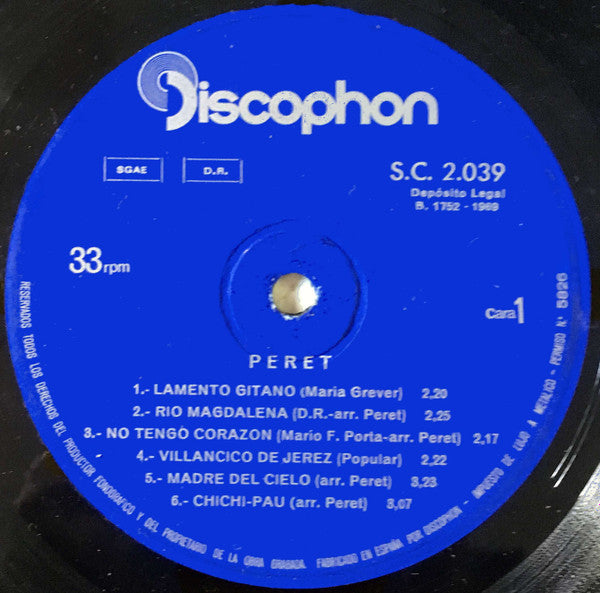 Discophon
SGAE
D.R.
S.C. 2.039
Depósito Legal
B. 1752 - 1969
33 rpm
Cara 1
PERET
1.- LAMENTO GITANO (Maria Grever) 2,20
2.- RIO MAGDALENA (D.R.-arr. Peret) 2,25
3.- NO TENGO CORAZON (Mario F. Porta-arr. Peret) 2,17
4.- VILLANCICO DE JEREZ (Popular) 2,22
5.- MADRE DEL CIELO (arr. Peret) 3,23
6.- CHICHI-PAU (arr. Peret) 3,07
RESERVADOS TODOS LOS DERECHOS DEL PRODUCTOR FONOGRAFICO Y DEL PROPIETARIO DE LA OBRA GRABADA. FABRICADO EN ESPAÑA POR DISCOPHON - IMPUESTO DE LUJO A METALICO - PERMISO N.º 5926